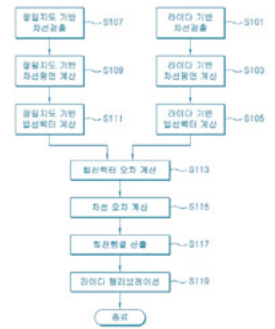 정밀지도 기반
차선검출
S107
라이다 기반
차선검출
S101
정밀지도 기반
차선평면 계산
S109
라이다 기반
차선평면 계산
S103
정밀지도 기반
법선벡터 계산
S111
라이다 기반
법선벡터 계산
S105
법선벡터 오차 계산
S113
차선 오차 계산
S115
회전행렬 산출
S117
라이다 캘리브레이션
S119
종료